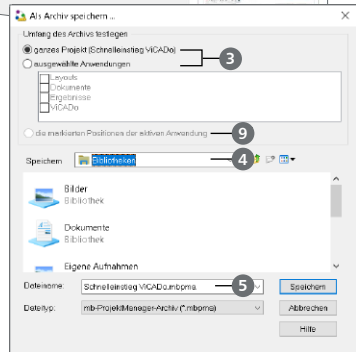 Als Archiv speichern ...
Umfang des Archivs festlegen
ganzes Projekt (Schnelleinstieg ViCADo)
ausgewählte Anwendungen
3
Layouts
Dokumente
Ergebnisse
ViCADo
die markierten Positionen der aktiven Anwendung
9
Speichern
Bibliotheken
4
Bilder
Bibliothek
Dokumente
Bibliothek
Eigene Aufnahmen
Dateiname:
Schnelleinstieg ViCADo.mbpma
5
Speichern
Dateityp:
mb-ProjektManager-Archiv (*.mbpma)
Abbrechen
Hilfe